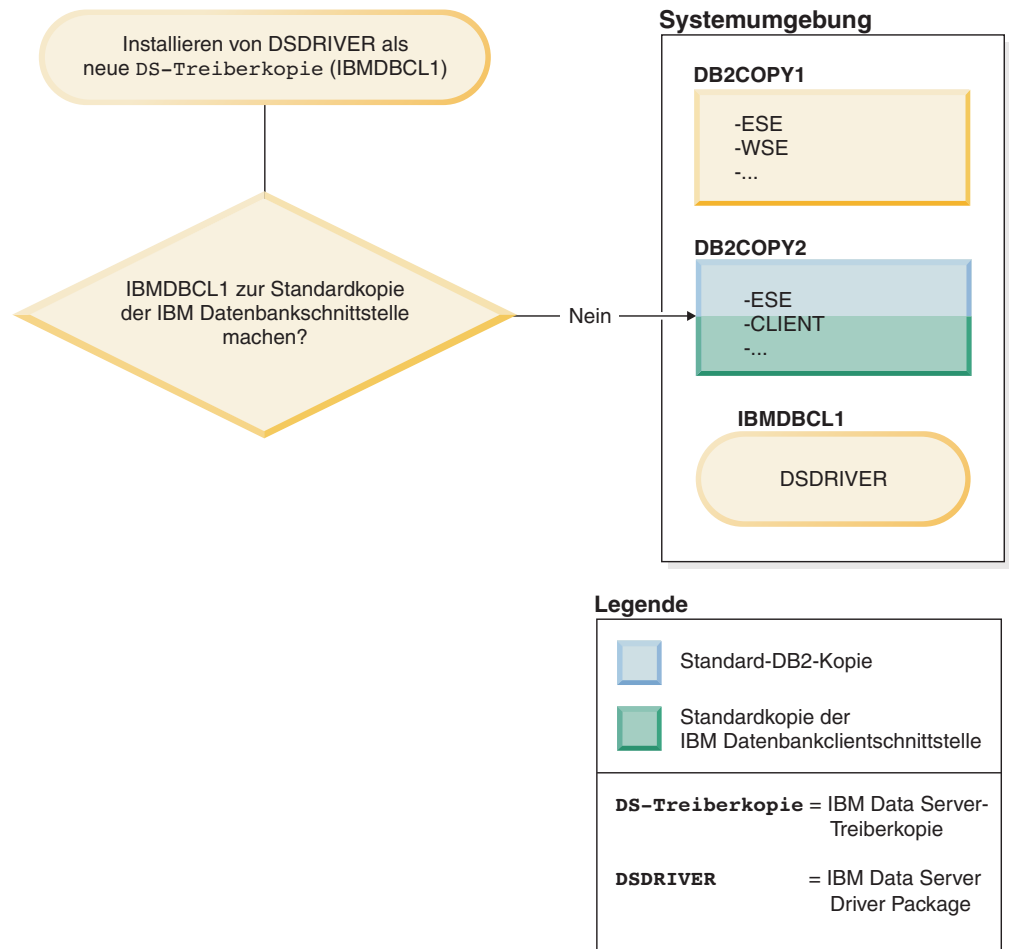 Installieren von DSDRIVER als
neue DS-Treiberkopie (IBMDBCL1)
IBMDBCL1 zur Standardkopie
der IBM Datenbankschnittstelle
machen?
Nein
Systemumgebung
DB2COPY1
-ESE
-WSE
-...
DB2COPY2
-ESE
-CLIENT
-...
IBMDBCL1
DSDRIVER
Legende
Standard-DB2-Kopie
Standardkopie der
IBM Datenbankclientschnittstelle
DS-Treiberkopie = IBM Data Server-
Treiberkopie
DSDRIVER = IBM Data Server
Driver Package